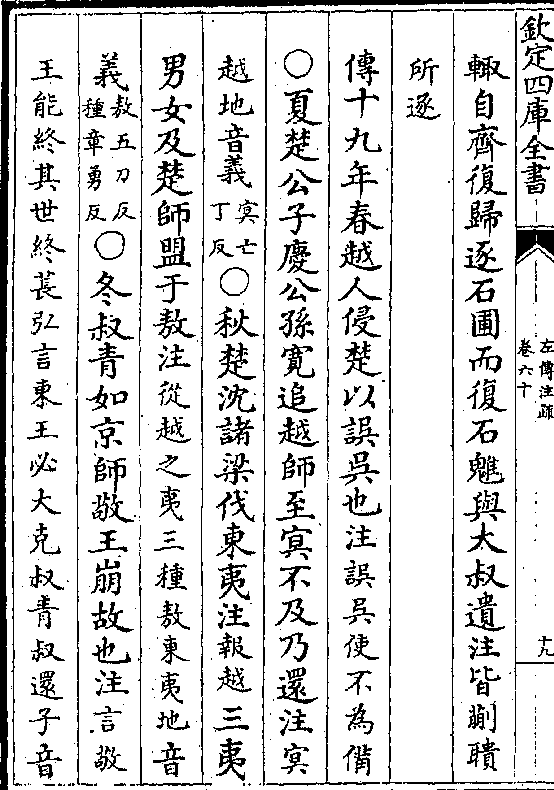 欽定四庫全書
左傳注疏
卷六十
十九
輙自齊復歸逐石圃而復石魋與大叔遺注皆蒯聵
所逐
傳十九年春越人侵楚以誤吳也注誤吳使不為備
○夏楚公子慶公孫寛追越師至冥不及乃還注冥
越地音義冥亡
丁反○秋楚沈諸梁伐東夷注報越三夷
男女及楚師盟于敖注從越之夷三種敖東夷地音
義敖五刀反
種章勇反○冬叔青如京師敬王崩故也注言敬
王能終其世終萇弘言東王必大克叔青叔還子音